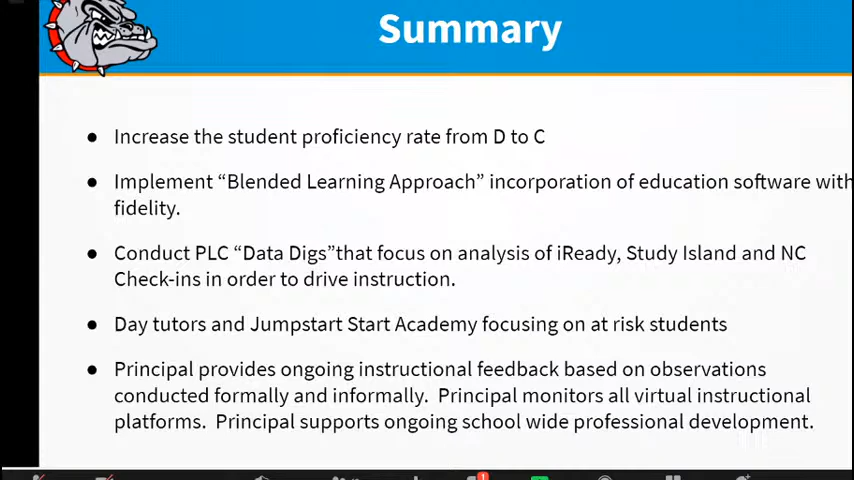 Summary
● Increase the student proficiency rate from D to C
● Implement “Blended Learning Approach” incorporation of education software with
fidelity.
● Conduct PLC “Data Digs”that focus on analysis of iReady, Study Island and NC
Check-ins in order to drive instruction.
● Day tutors and Jumpstart Start Academy focusing on at risk students
● Principal provides ongoing instructional feedback based on observations
conducted formally and informally. Principal monitors all virtual instructional
platforms. Principal supports ongoing school wide professional development.